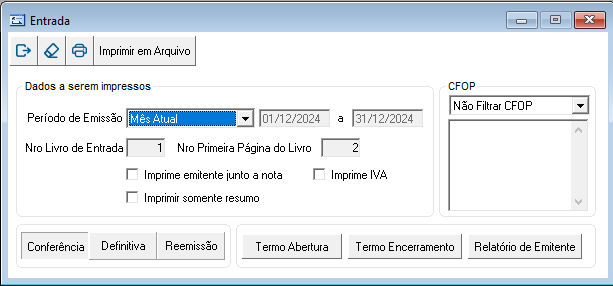 Entrada
Imprimir em Arquivo
Dados a serem impressos
Período de Emissão Mês Atual 01/12/2024 a 31/12/2024
Nro Livro de Entrada 1 Nro Primeira Página do Livro 2
Imprime emitente junto a nota Imprime IVA
Imprimir somente resumo
CFOP
Não Filtrar CFOP
Conferência Definitiva Reemissão
Termo Abertura Termo Encerramento Relatório de Emitente